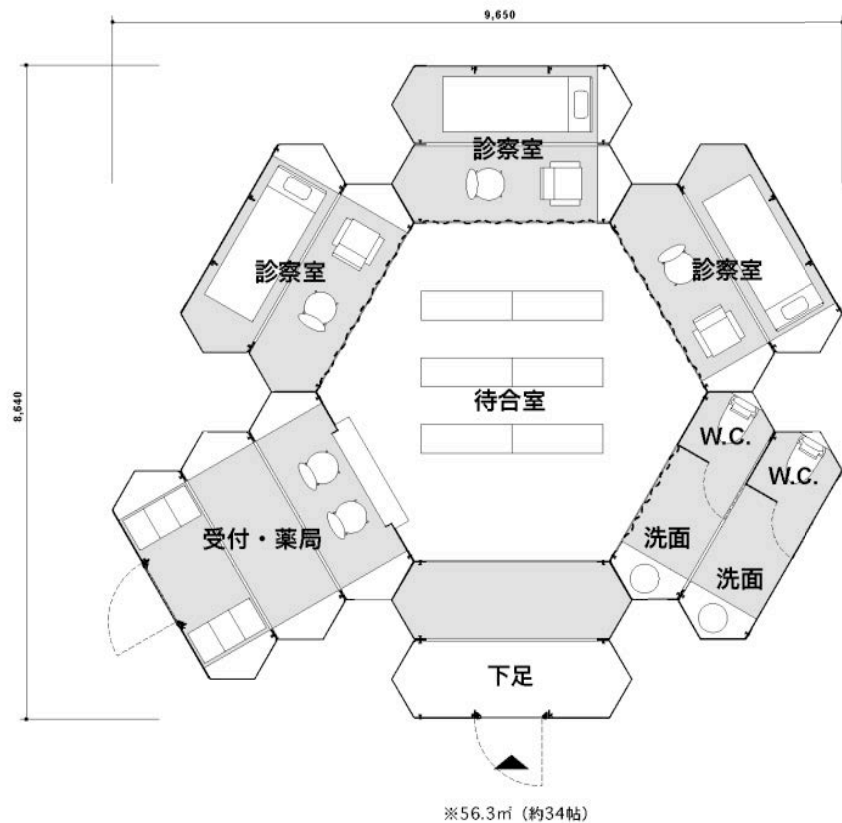 9,650
8,640
診察室
診察室
診察室
待合室
W.C.
W.C.
受付・薬局
洗面
洗面
下足
※56.3㎡（約34帖）